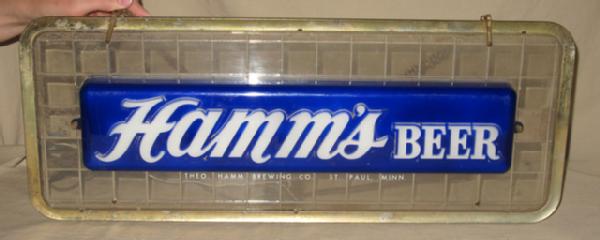 Hamm's BEER
THEO. HAMM BREWING CO. ST. PAUL, MINN.